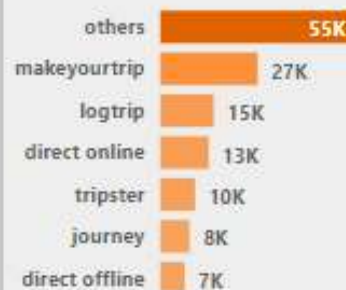 others 55K
makeyourtrip 27K
logtrip 15K
direct online 13K
tripster 10K
journey 8K
direct offline 7K